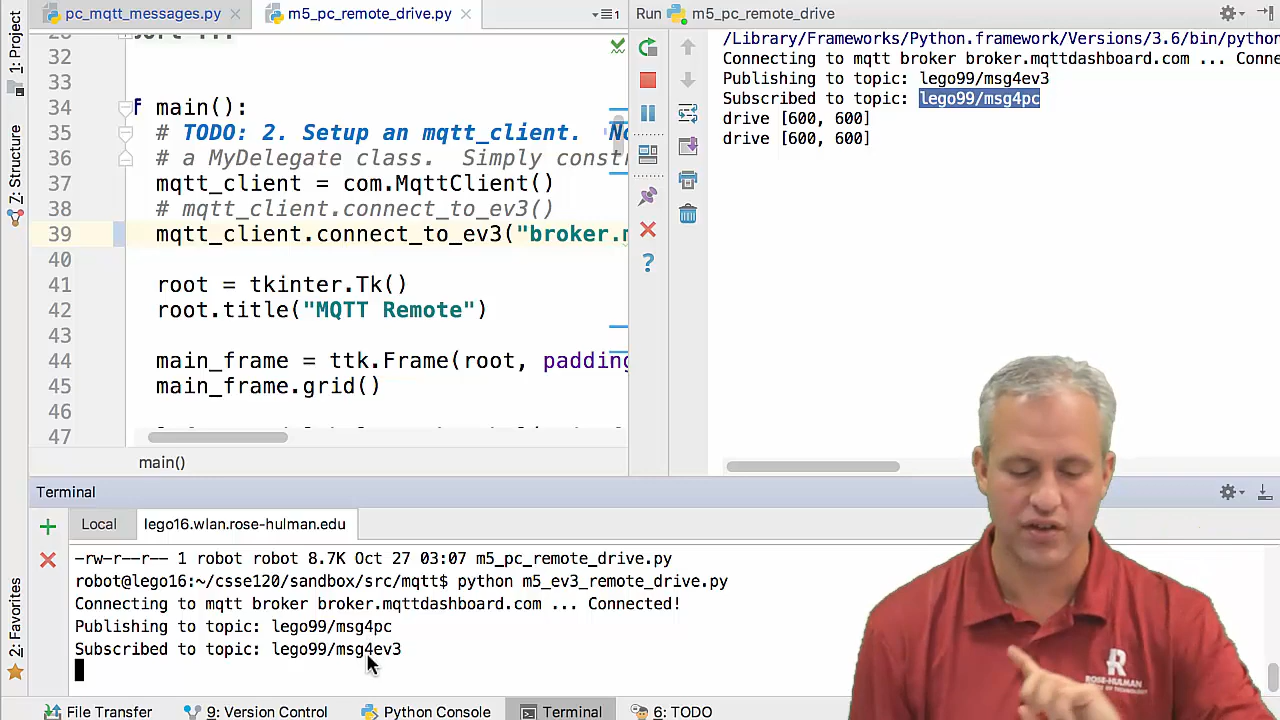 pc_mqtt_messages.py
m5_pc_remote_drive.py
1
Run m5_pc_remote_drive
1: Project
7: Structure
2: Favorites
32
33
34 f main():
35 # TODO: 2. Setup an mqtt_client.
36 # a MyDelegate class. Simply const
37 mqtt_client = com.MqttClient()
38 # mqtt_client.connect_to_ev3()
39 mqtt_client.connect_to_ev3("broker.
40
41 root = tkinter.Tk()
42 root.title("MQTT Remote")
43
44 main_frame = ttk.Frame(root, padding
45 main_frame.grid()
46
47
main()
/Library/Frameworks/Python.framework/Versions/3.6/bin/python
Connecting to mqtt broker broker.mqttdashboard.com ... Conne
Publishing to topic: lego99/msg4ev3
Subscribed to topic: lego99/msg4pc
drive [600, 600]
drive [600, 600]
Terminal
Local
lego16.wlan.rose-hulman.edu
-rw-r--r-- 1 robot robot 8.7K Oct 27 03:07 m5_pc_remote_drive.py
robot@lego16:~/csse120/sandbox/src/mqtt$ python m5_ev3_remote_drive.py
Connecting to mqtt broker broker.mqttdashboard.com ... Connected!
Publishing to topic: lego99/msg4pc
Subscribed to topic: lego99/msg4ev3
File Transfer
9: Version Control
Python Console
Terminal
6: TODO
R
ROSE-HULMAN